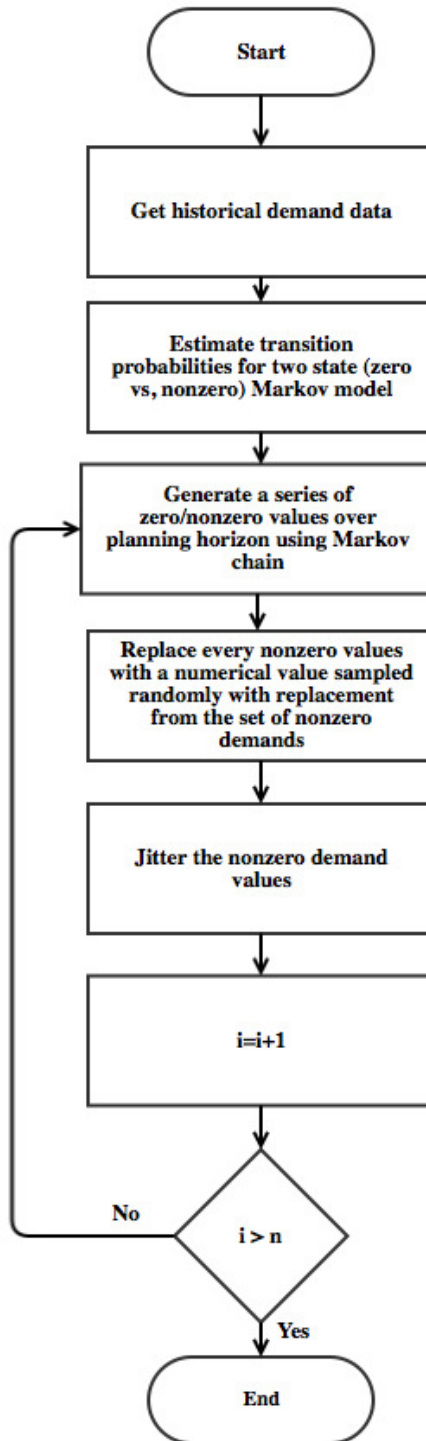 Start
Get historical demand data
Estimate transition
probabilities for two state (zero
vs, nonzero) Markov model
Generate a series of
zero/nonzero values over
planning horizon using Markov
chain
Replace every nonzero values
with a numerical value sampled
randomly with replacement
from the set of nonzero
demands
Jitter the nonzero demand
values
i=i+1
i > n
No
Yes
End